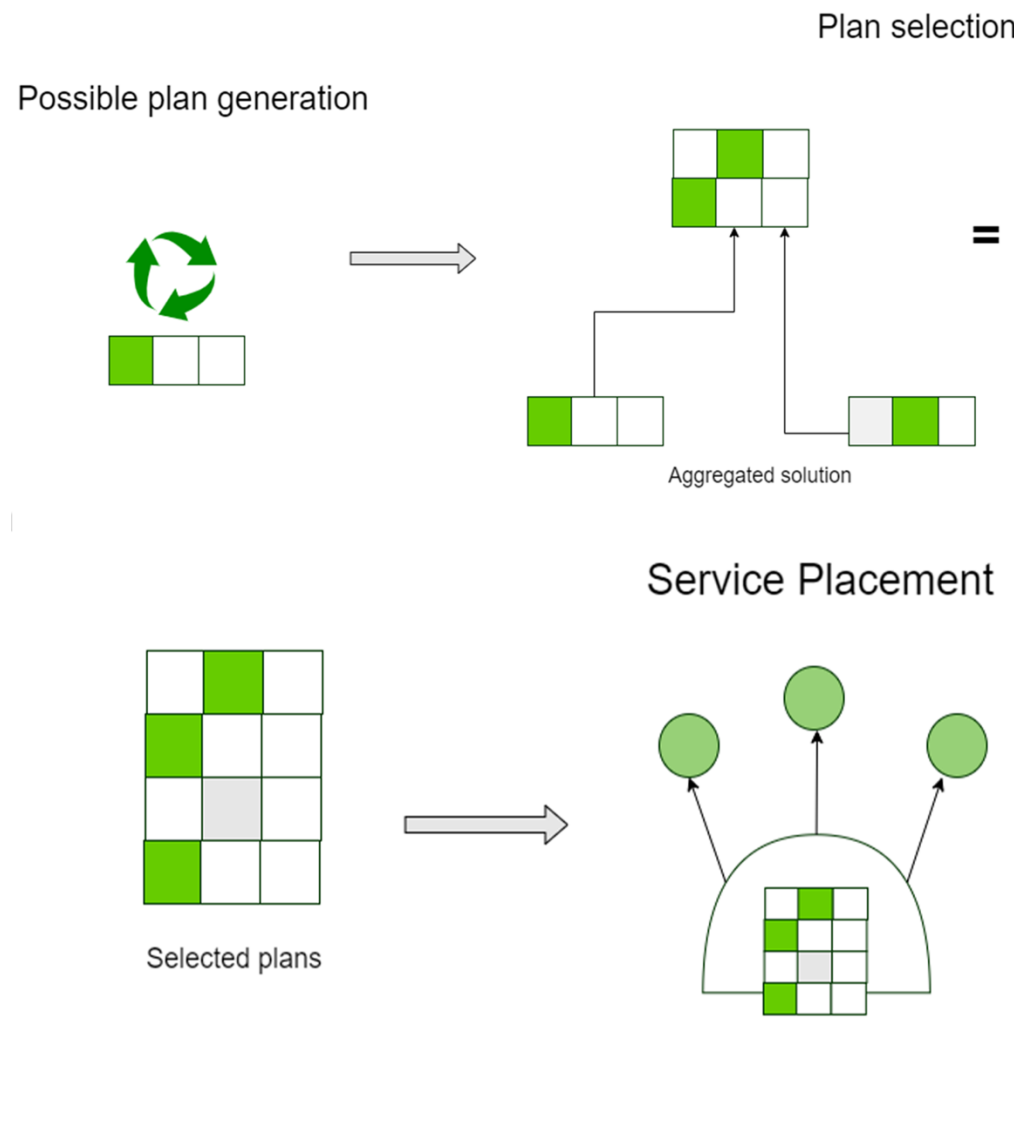 Plan selection
Possible plan generation
=
Aggregated solution
Service Placement
Selected plans